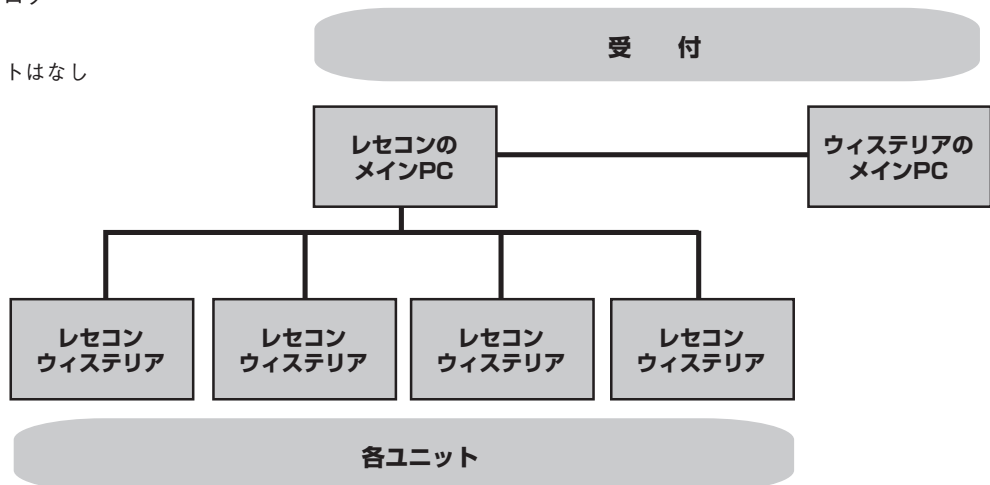 トはなし
受　付
レセコンの
メインPC
ウィステリアの
メインPC
レセコン
ウィステリア
レセコン
ウィステリア
レセコン
ウィステリア
レセコン
ウィステリア
各ユニット